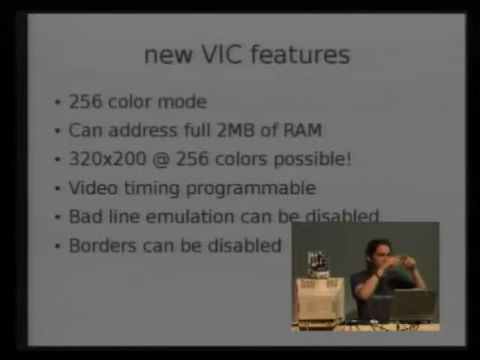 new VIC features
• 256 color mode
• Can address full 2MB of RAM
• 320x200 @ 256 colors possible!
• Video timing programmable
• Bad line emulation can be disabled
• Borders can be disabled